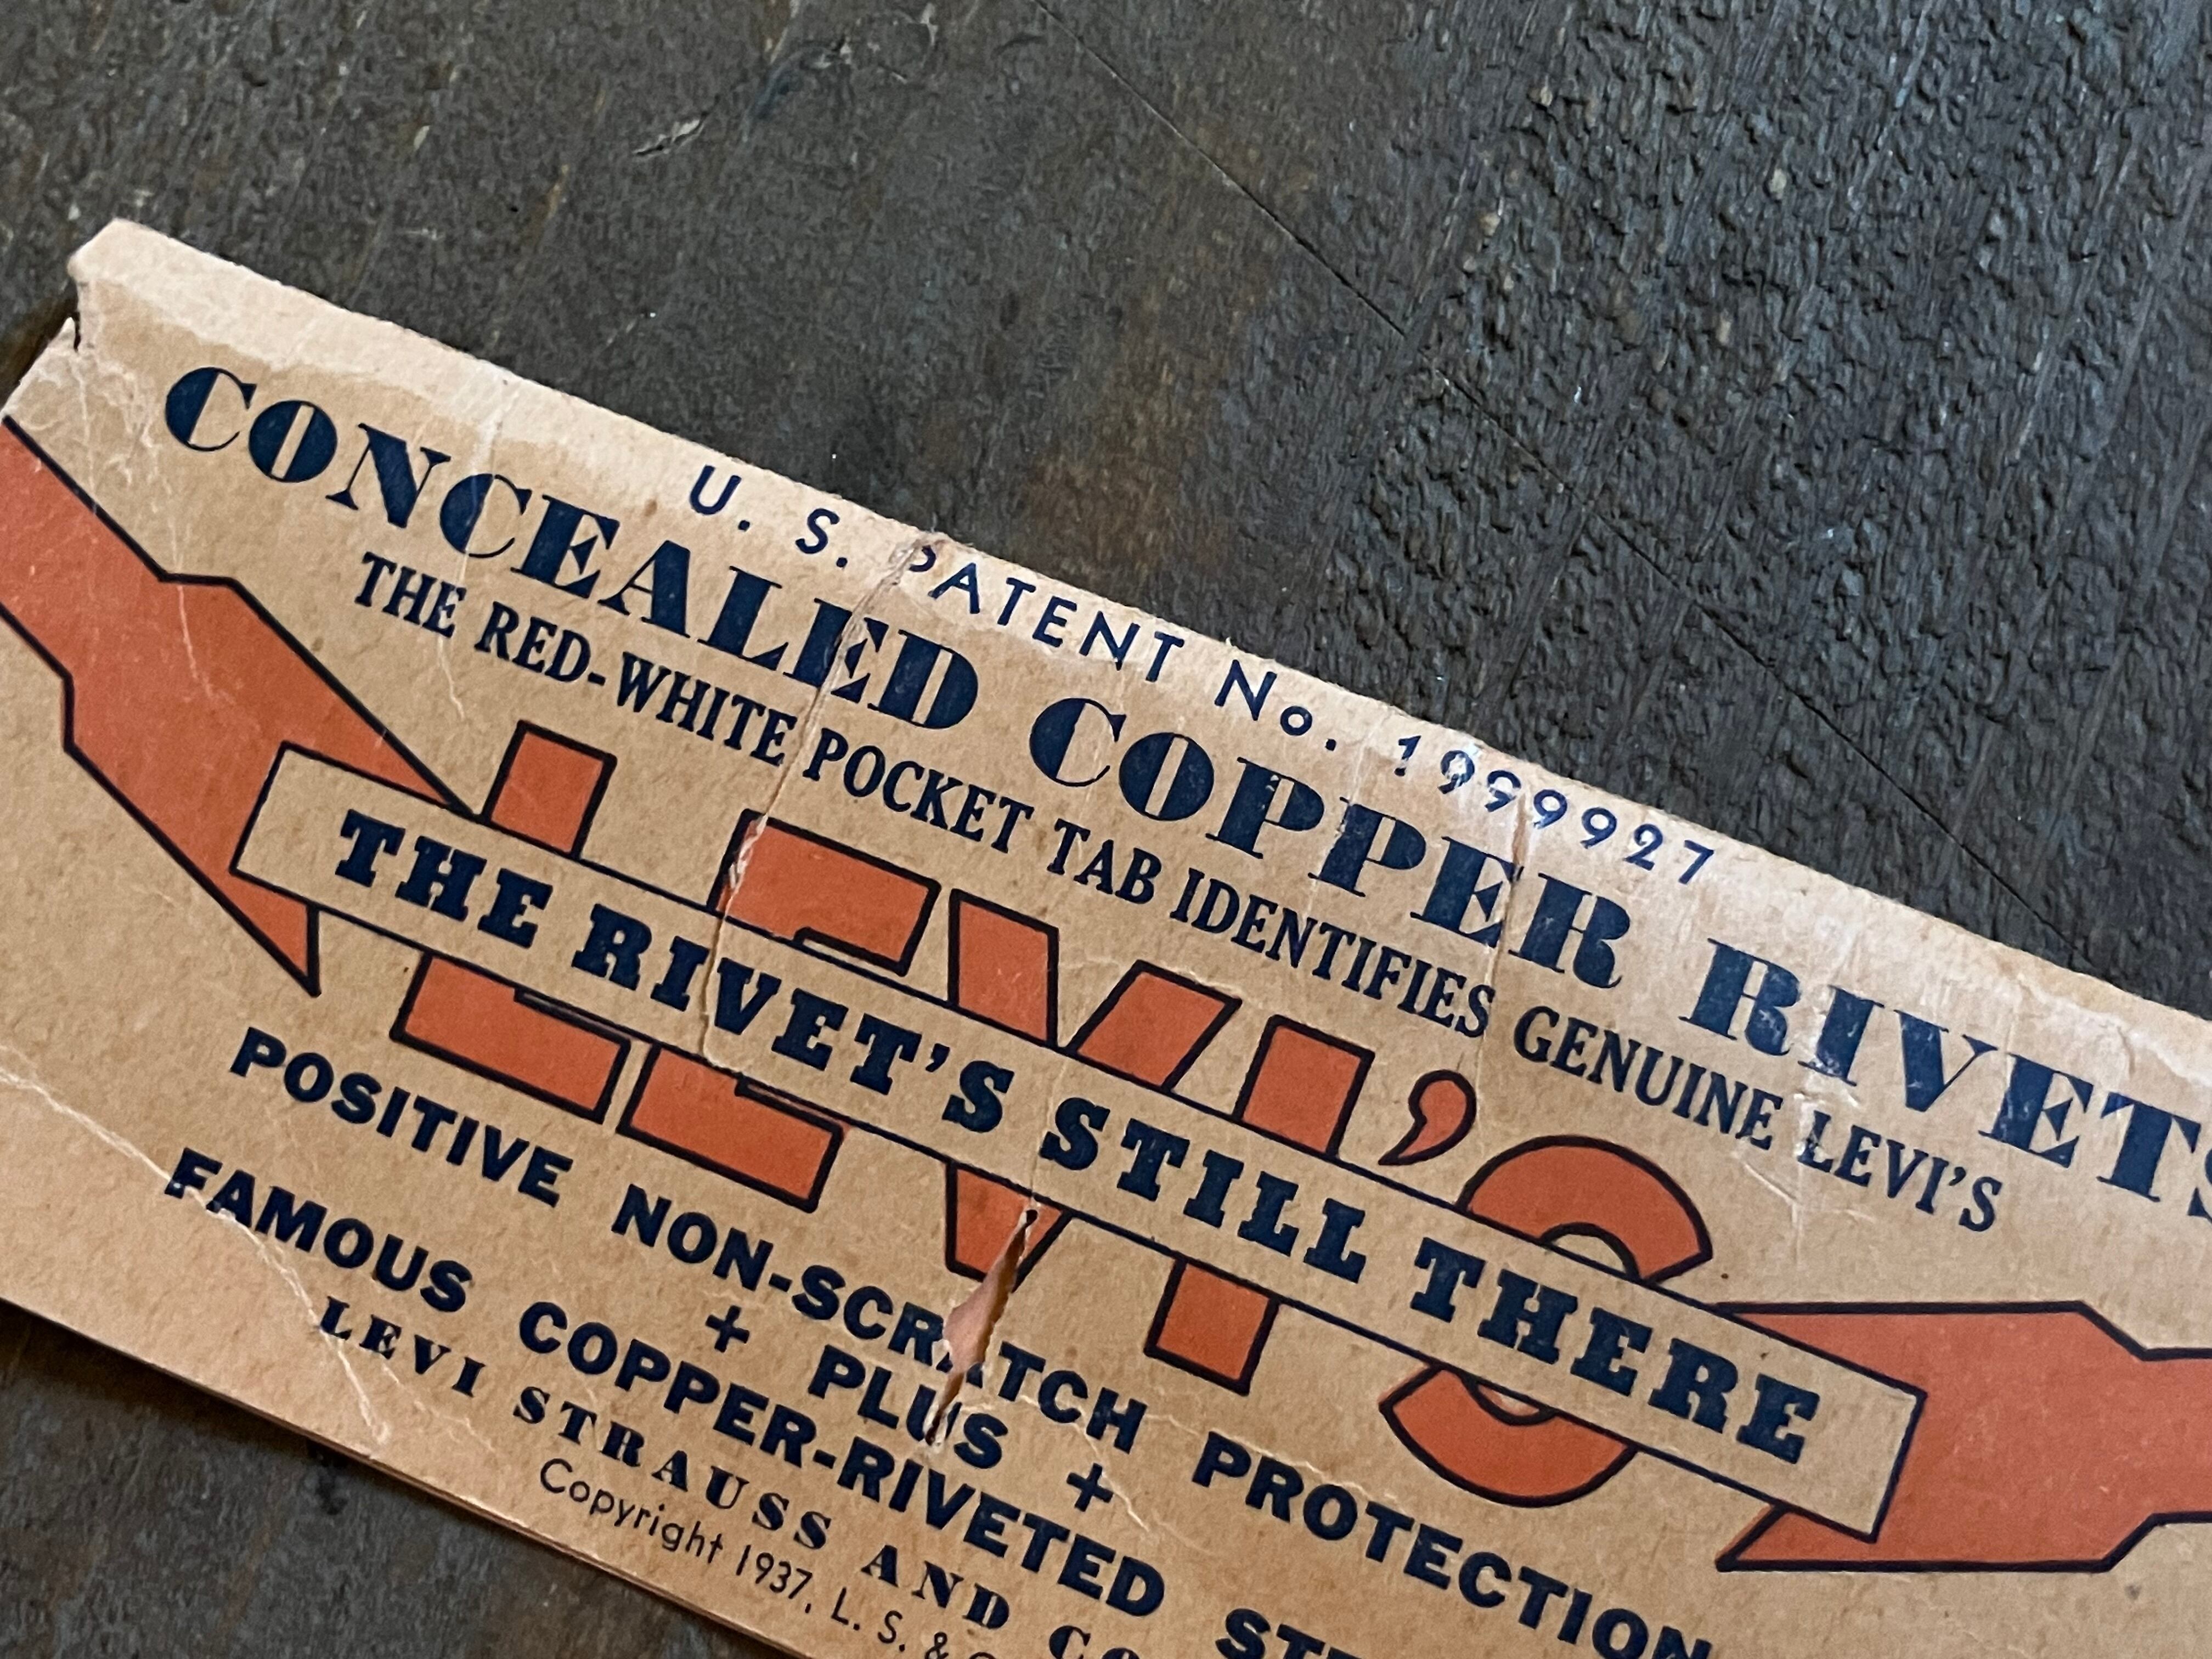 U. S. PATENT No. 1999927
CONCEALED COPPER RIVETS
THE RED-WHITE POCKET TAB IDENTIFIES GENUINE LEVI'S
LEVI'S
THE RIVET'S STILL THERE
POSITIVE NON-SCRATCH PROTECTION
+ PLUS +
FAMOUS COPPER-RIVETED
LEVI STRAUSS AND CO
Copyright 1937, L. S. &